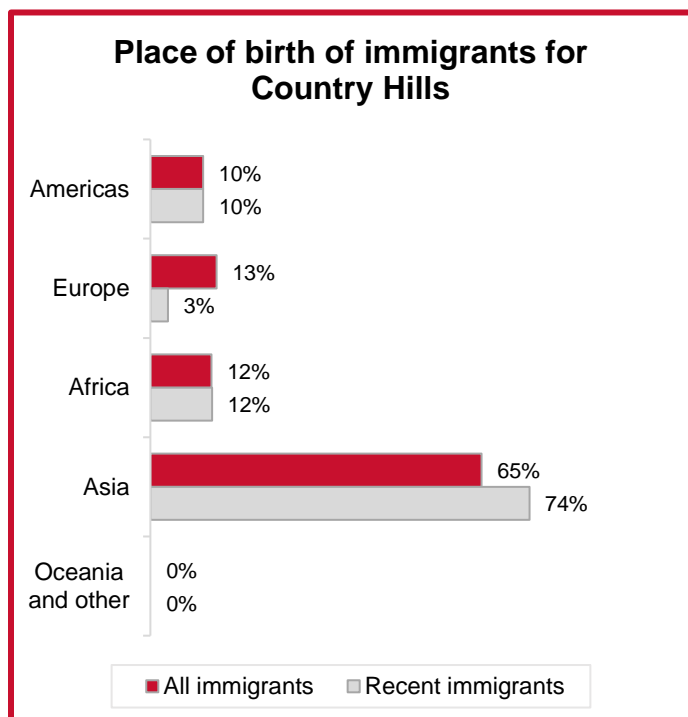 Place of birth of immigrants for
Country Hills
Americas
10%
10%
Europe
13%
3%
Africa
12%
12%
Asia
65%
74%
Oceania
and other
0%
0%
All immigrants
Recent immigrants